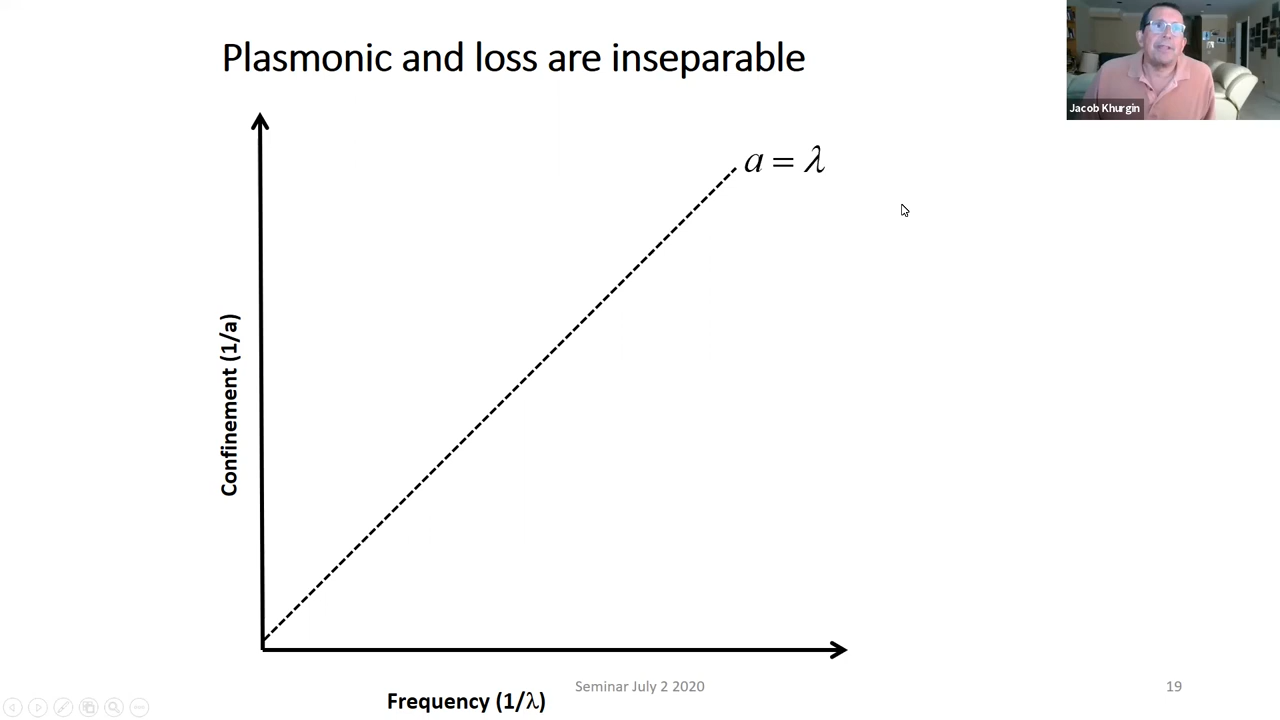 Plasmonic and loss are inseparable
Jacob Khurgin
a = λ
Confinement (1/a)
Frequency (1/λ)
Seminar July 2 2020
19